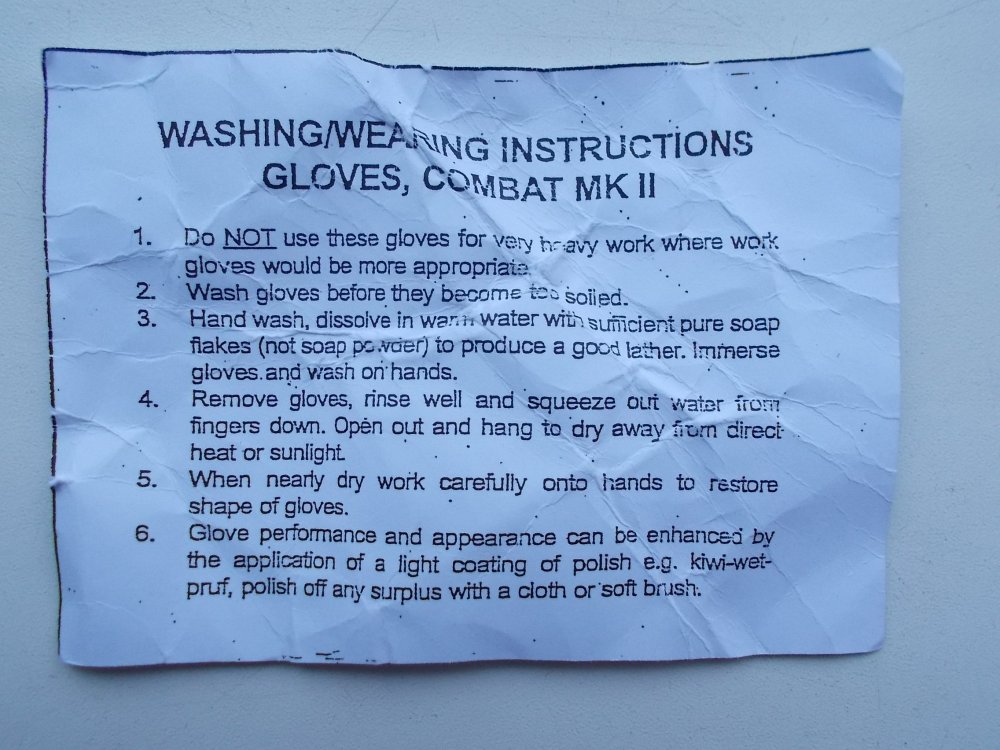 WASHING/WEARING INSTRUCTIONS
GLOVES, COMBAT MK II
1. Do NOT use these gloves for very heavy work where work
gloves would be more appropriate.
2. Wash gloves before they become too soiled.
3. Hand wash, dissolve in warm water with sufficient pure soap
flakes (not soap powder) to produce a good lather. Immerse
gloves.and wash on hands.
4. Remove gloves, rinse well and squeeze out water from
fingers down. Open out and hang to dry away from direct
heat or sunlight.
5. When nearly dry work carefully onto hands to restore
shape of gloves.
6. Glove performance and appearance can be enhanced by
the application of a light coating of polish e.g. kiwi-wet-
pruf, polish off any surplus with a cloth or soft brush.